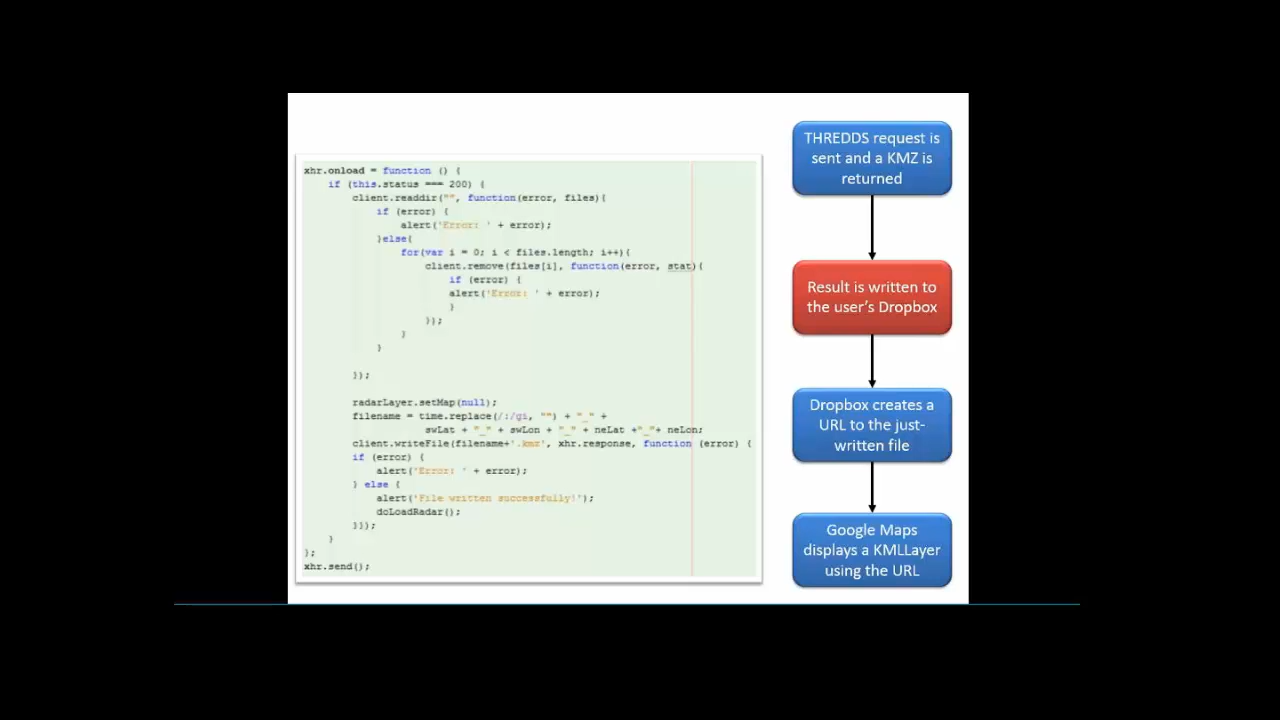 xhr.onload = function () {
if (this.status === 200) {
client.readdir("", function(error, files){
if (error) {
alert('Error: ' + error);
}else{
for(var i = 0; i < files.length; i++){
client.remove(files[i], function(error, stat){
if (error) {
alert('Error: ' + error);
}
});
}
}
});
radarLayer.setMap(null);
filename = time.replace(/:/gi, "") + "_" +
swLat + "_" + swLon + "_" + neLat +"_"+ neLon;
client.writeFile(filename+'.kmz', xhr.response, function (error) {
if (error) {
alert('Error: ' + error);
} else {
alert('File written successfully!');
doLoadRadar();
}});
}
};
xhr.send();
THREDDS request is
sent and a KMZ is
returned
Result is written to
the user's Dropbox
Dropbox creates a
URL to the just-
written file
Google Maps
displays a KMLLayer
using the URL